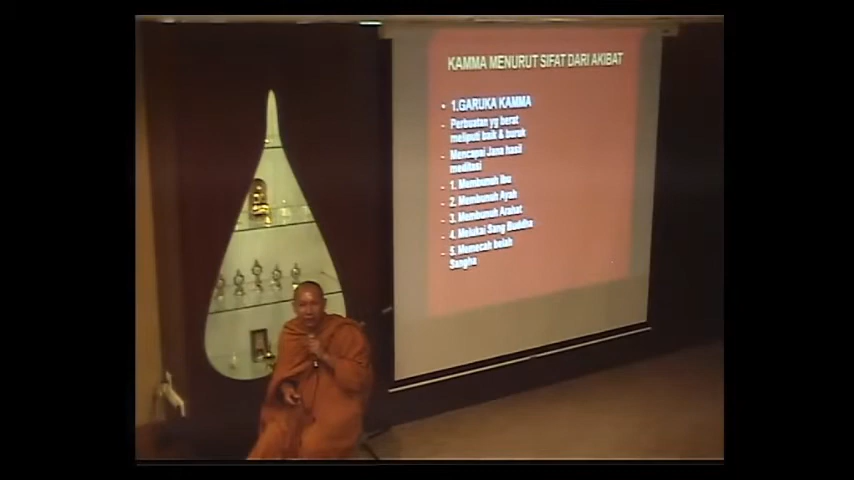 KAMMA MENURUT SIFAT DARI AKIBAT
• 1.GARUKA KAMMA
- Perbuatan yg berat
meliputi baik & buruk
- Mencapai Jana hasil
meditasi
- 1. Membunuh Ibu
- 2. Membunuh Ayah
- 3. Membunuh Arahat
- 4. Melukai Sang Buddha
- 5. Memecah belah
Sangha